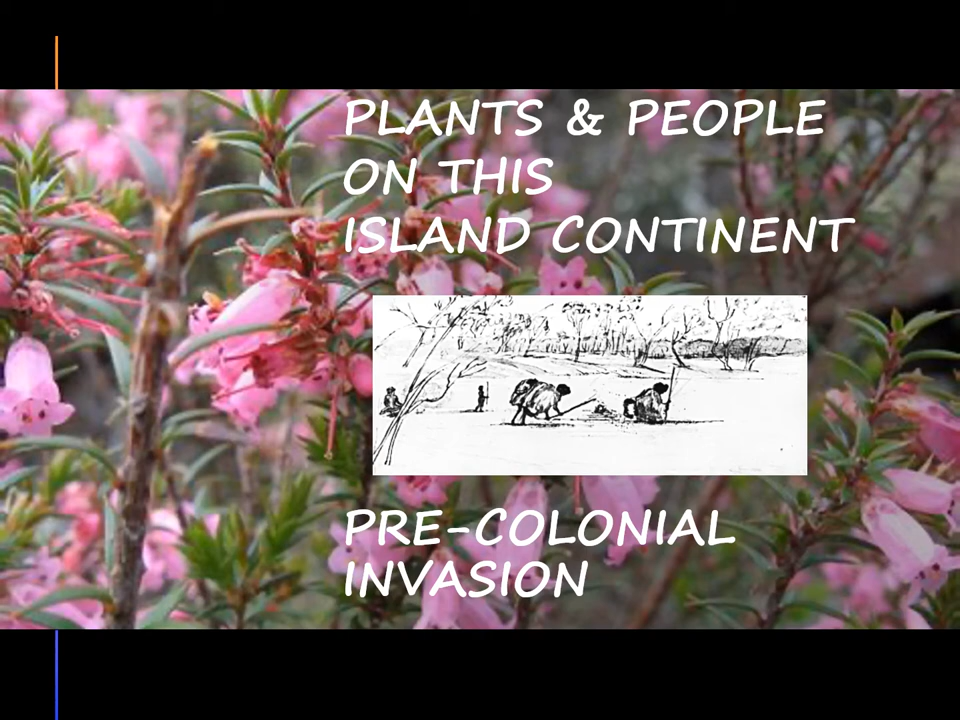 PLANTS & PEOPLE
ON THIS
ISLAND CONTINENT
PRE-COLONIAL
INVASION